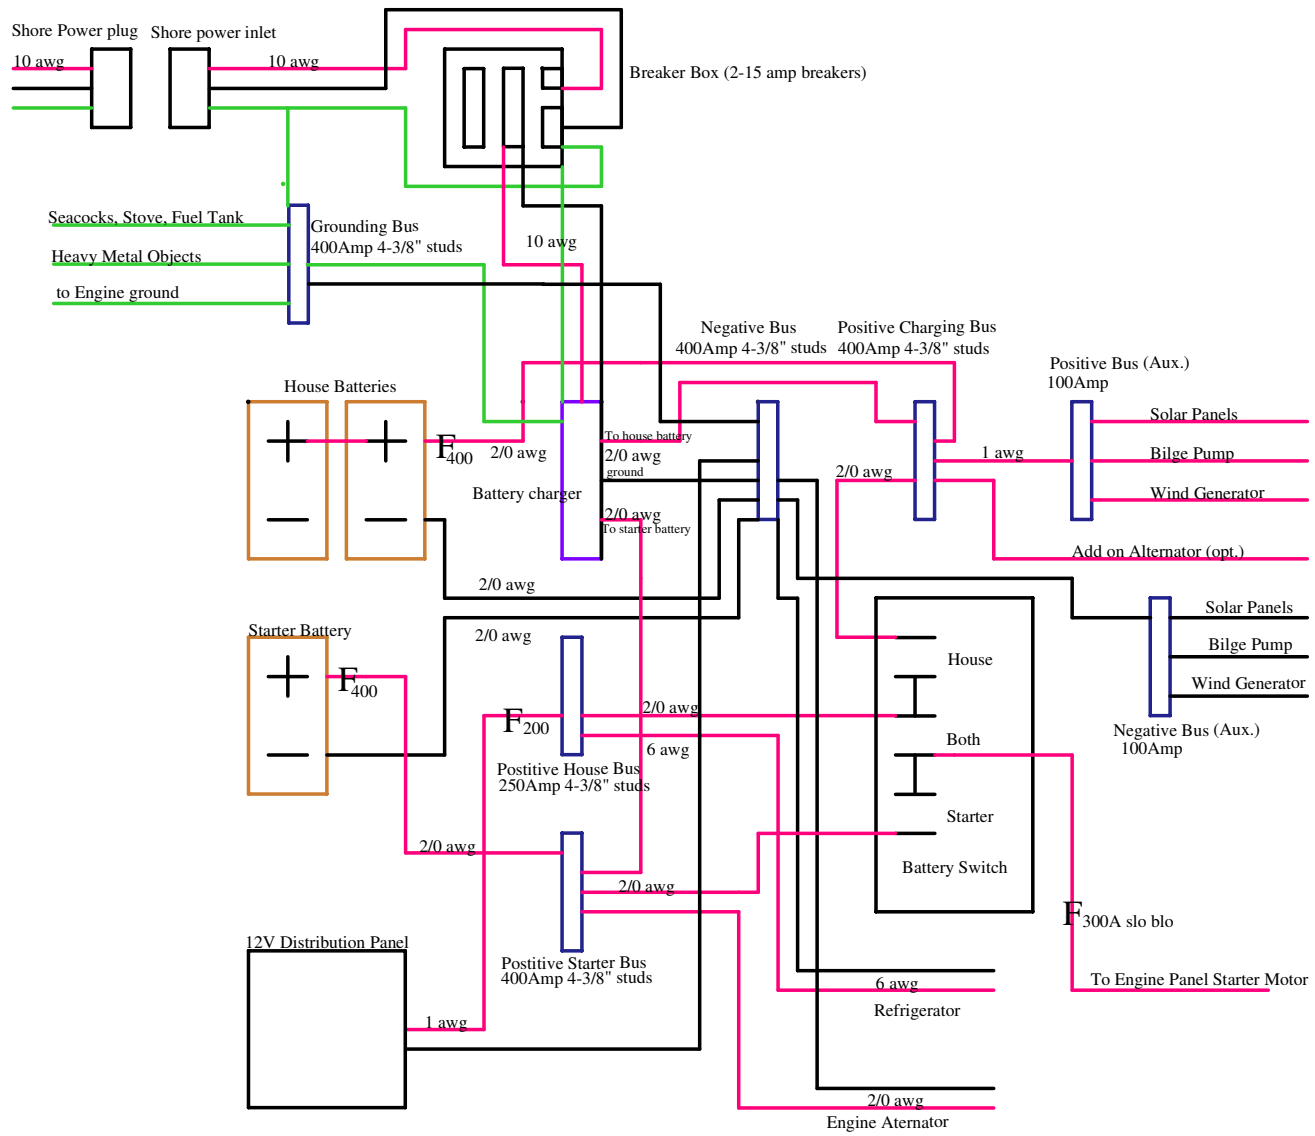 Shore Power plug
Shore power inlet
10 awg
10 awg
Breaker Box (2-15 amp breakers)
Seacocks, Stove, Fuel Tank
Grounding Bus
400Amp 4-3/8" studs
10 awg
Heavy Metal Objects
to Engine ground
Negative Bus
400Amp 4-3/8" studs
Positive Charging Bus
400Amp 4-3/8" studs
Positive Bus (Aux.)
100Amp
House Batteries
Solar Panels
To house battery
F400
2/0 awg
2/0 awg
ground
1 awg
Bilge Pump
2/0 awg
Battery charger
Wind Generator
2/0 awg
To starter battery
Add on Alternator (opt.)
2/0 awg
Solar Panels
Starter Battery
2/0 awg
Bilge Pump
House
F400
Wind Generator
2/0 awg
F200
Negative Bus (Aux.)
100Amp
Both
6 awg
Postitive House Bus
250Amp 4-3/8" studs
Starter
2/0 awg
Battery Switch
2/0 awg
F300A slo blo
12V Distribution Panel
Postitive Starter Bus
400Amp 4-3/8" studs
To Engine Panel Starter Motor
6 awg
Refrigerator
1 awg
2/0 awg
Engine Aternator